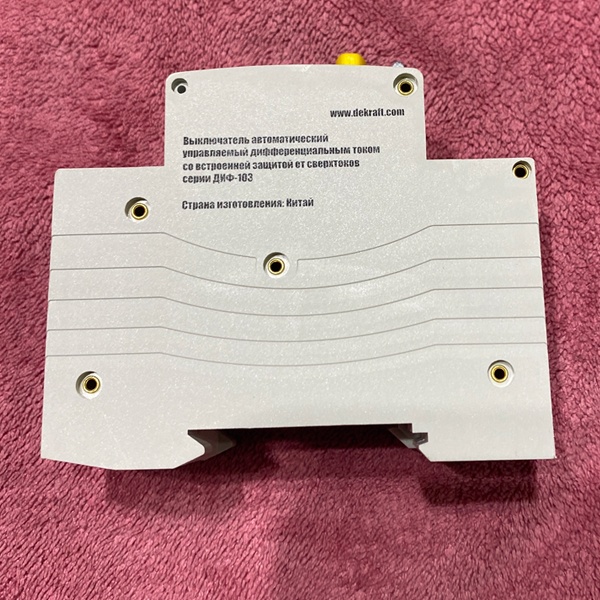 www.dekraft.com
Выключатель автоматический
управляемый дифференциальным током
со встроенной защитой от сверхтоков
серии ДИФ-103
Страна изготовления: Китай